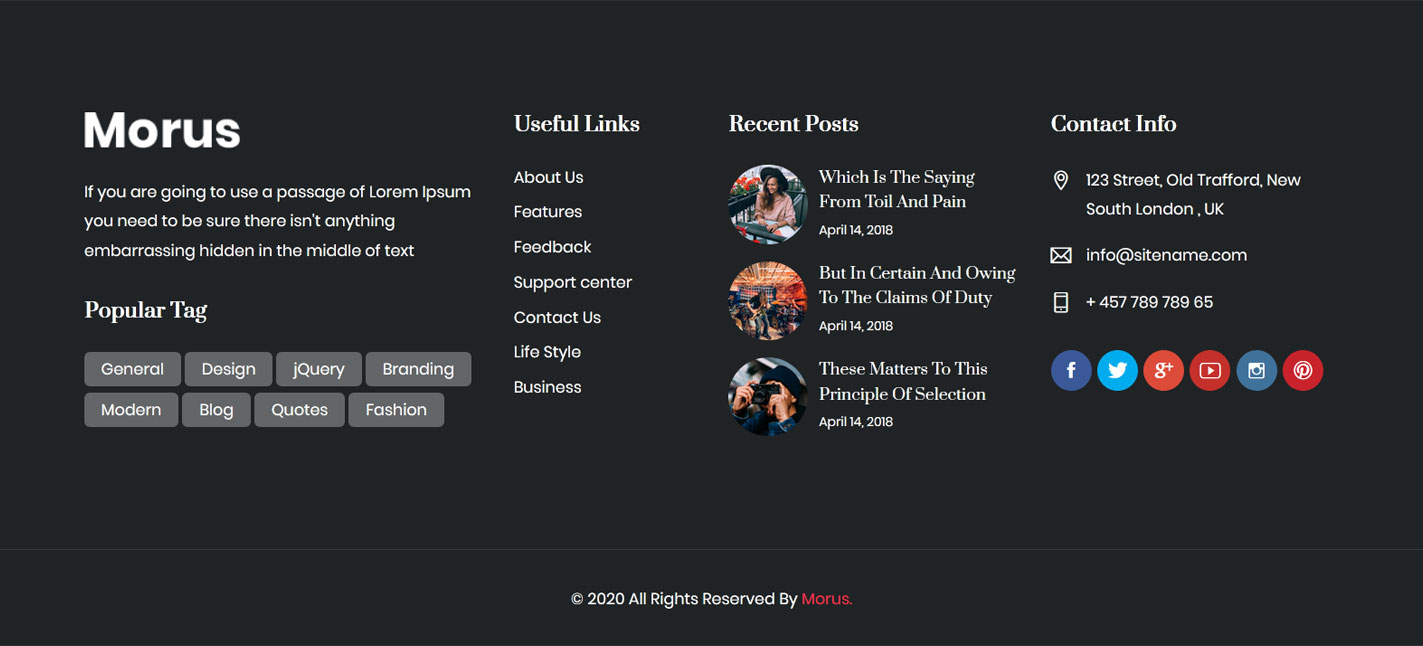 Morus
If you are going to use a passage of Lorem Ipsum
you need to be sure there isn't anything
embarrassing hidden in the middle of text
Popular Tag
General Design jQuery Branding
Modern Blog Quotes Fashion
Useful Links
About Us
Features
Feedback
Support center
Contact Us
Life Style
Business
Recent Posts
Which Is The Saying
From Toil And Pain
April 14, 2018
But In Certain And Owing
To The Claims Of Duty
April 14, 2018
These Matters To This
Principle Of Selection
April 14, 2018
Contact Info
123 Street, Old Trafford, New
South London , UK
info@sitename.com
+ 457 789 789 65
© 2020 All Rights Reserved By Morus.